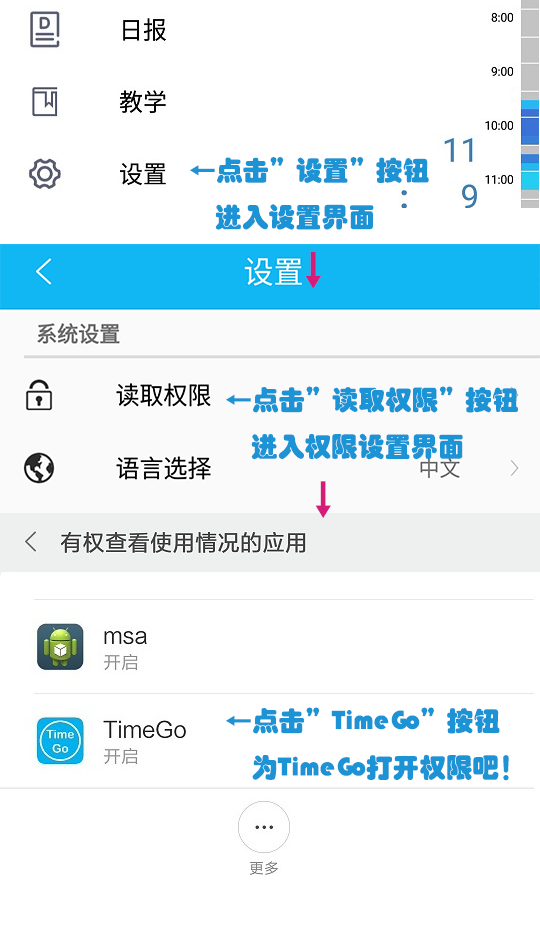 D
日报
8:00
9:00
教学
10:00
11
设置
←点击”设置”按钮
11:00
:
9
进入设置界面
设置
系统设置
读取权限
←点击”读取权限”按钮
进入权限设置界面
语言选择
中文
有权查看使用情况的应用
msa
开启
Time
Go
TimeGo
开启
←点击”TimeGo”按钮
为TimeGo打开权限吧!
更多